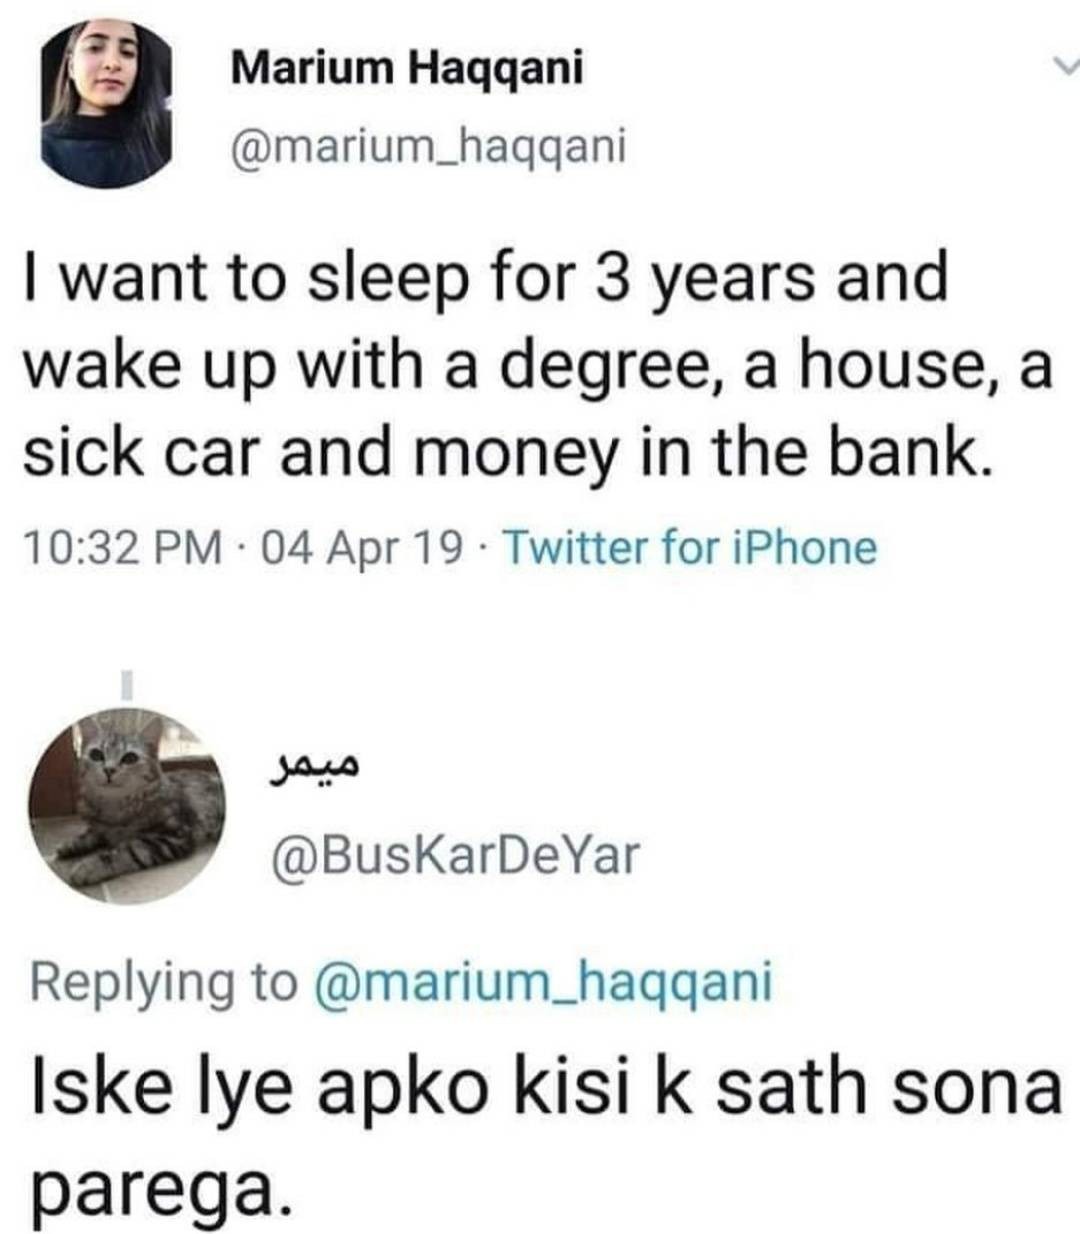 Marium Haqqani
@marium_haqqani
I want to sleep for 3 years and
wake up with a degree, a house, a
sick car and money in the bank.
10:32 PM · 04 Apr 19 · Twitter for iPhone
میمر
@BusKarDeYar
Replying to @marium_haqqani
Iske lye apko kisi k sath sona
parega.